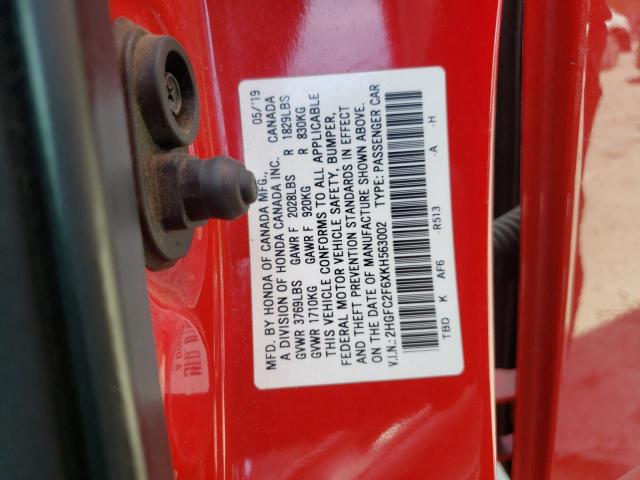 MFD. BY HONDA OF CANADA MFG., 05/'19
A DIVISION OF HONDA CANADA INC. CANADA
GVWR 3769LBS GAWR F 2028LBS R 1829LBS
GVWR 1710KG GAWR F 920KG R 830KG
THIS VEHICLE CONFORMS TO ALL APPLICABLE
FEDERAL MOTOR VEHICLE SAFETY, BUMPER,
AND THEFT PREVENTION STANDARDS IN EFFECT
ON THE DATE OF MANUFACTURE SHOWN ABOVE.
V.I.N.: 2HGFC2F6XKH563002 TYPE: PASSENGER CAR
TBD K AF6 -R513 -A -H